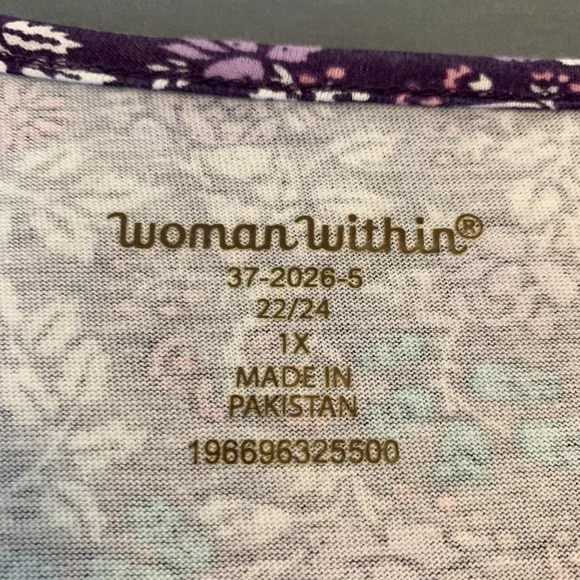 woman within®
37-2026-5
22/24
1X
MADE IN
PAKISTAN
196696325500